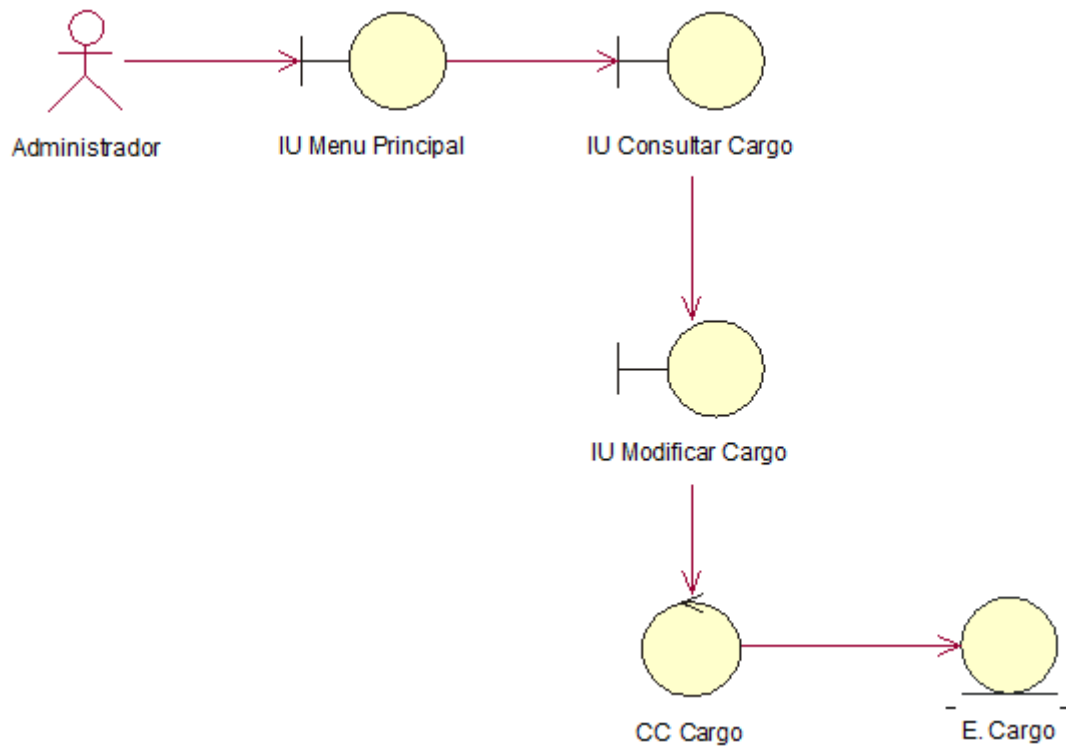 Administrador
IU Menu Principal
IU Consultar Cargo
IU Modificar Cargo
CC Cargo
E. Cargo